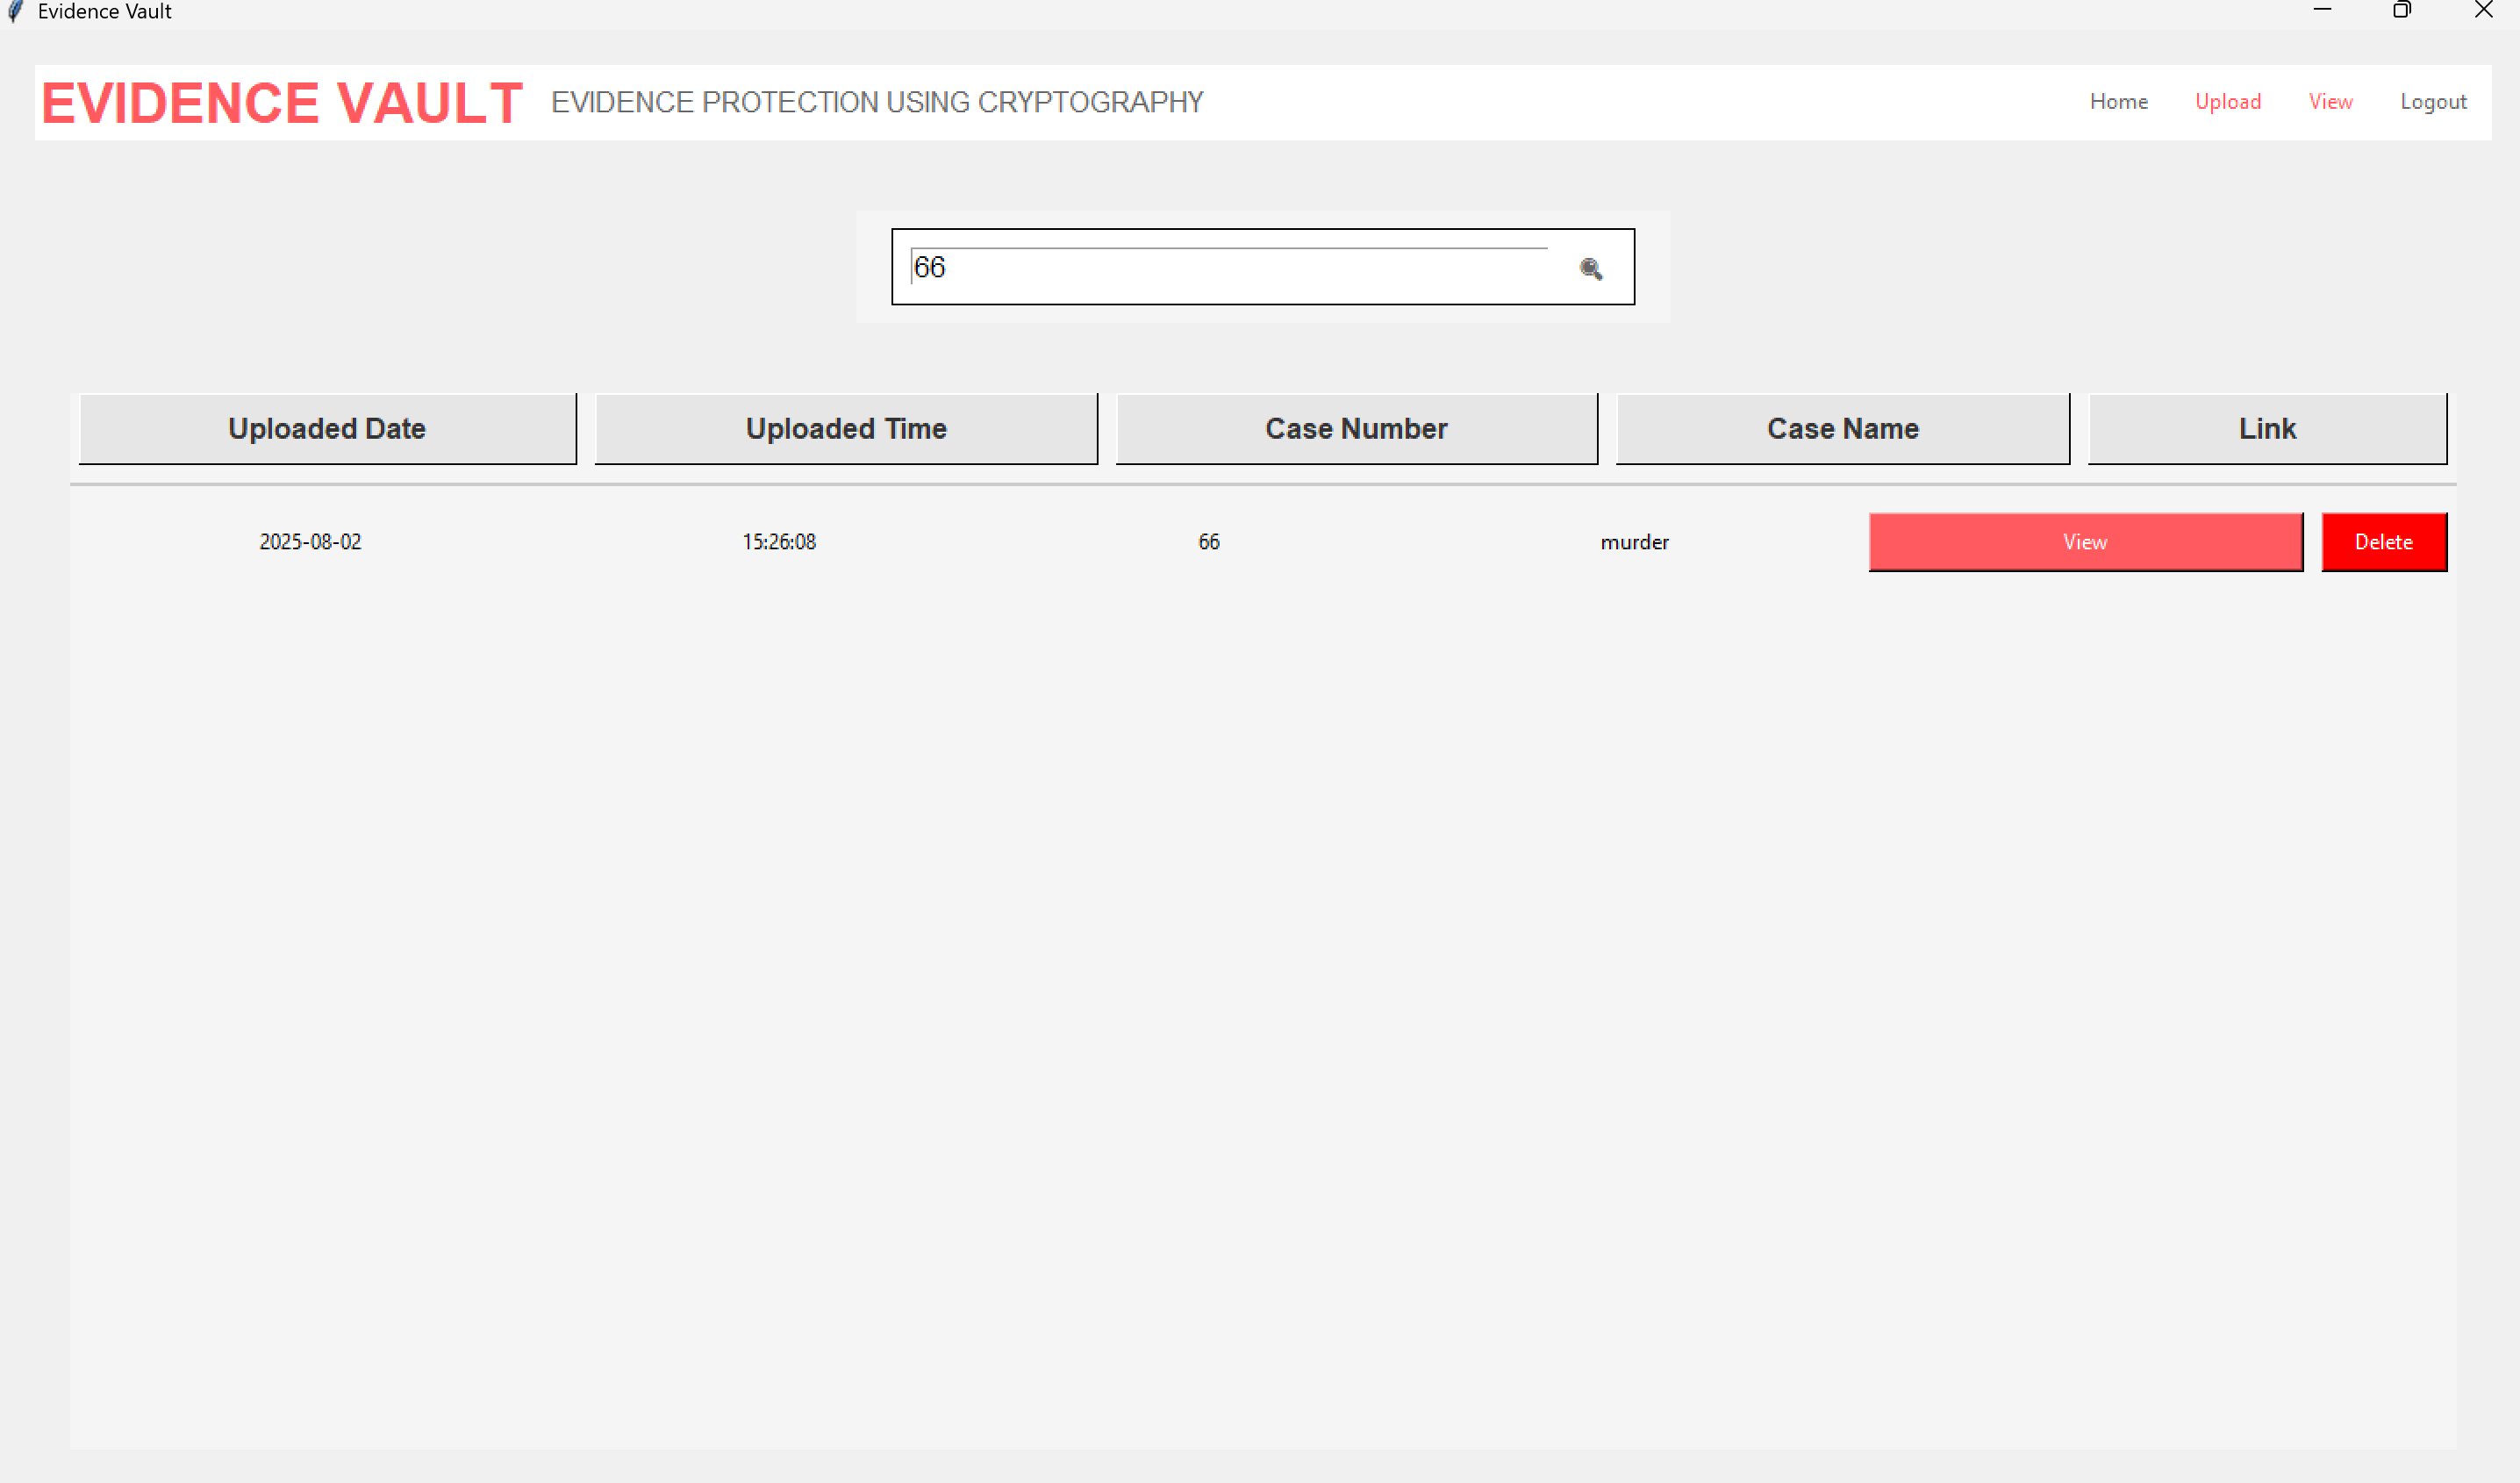 Evidence Vault
EVIDENCE VAULT EVIDENCE PROTECTION USING CRYPTOGRAPHY Home Upload View Logout
66
Uploaded Date Uploaded Time Case Number Case Name Link
2025-08-02 15:26:08 66 murder View Delete